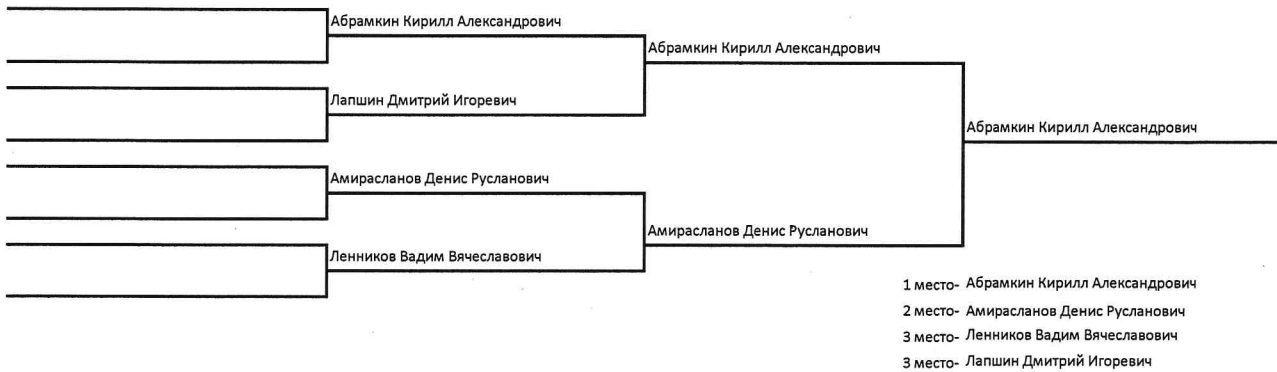 Абрамкин Кирилл Александрович
Абрамкин Кирилл Александрович
Лапшин Дмитрий Игоревич
Абрамкин Кирилл Александрович
Амирасланов Денис Русланович
Амирасланов Денис Русланович
Ленников Вадим Вячеславович
1 место- Абрамкин Кирилл Александрович
2 место- Амирасланов Денис Русланович
3 место- Ленников Вадим Вячеславович
3 место- Лапшин Дмитрий Игоревич